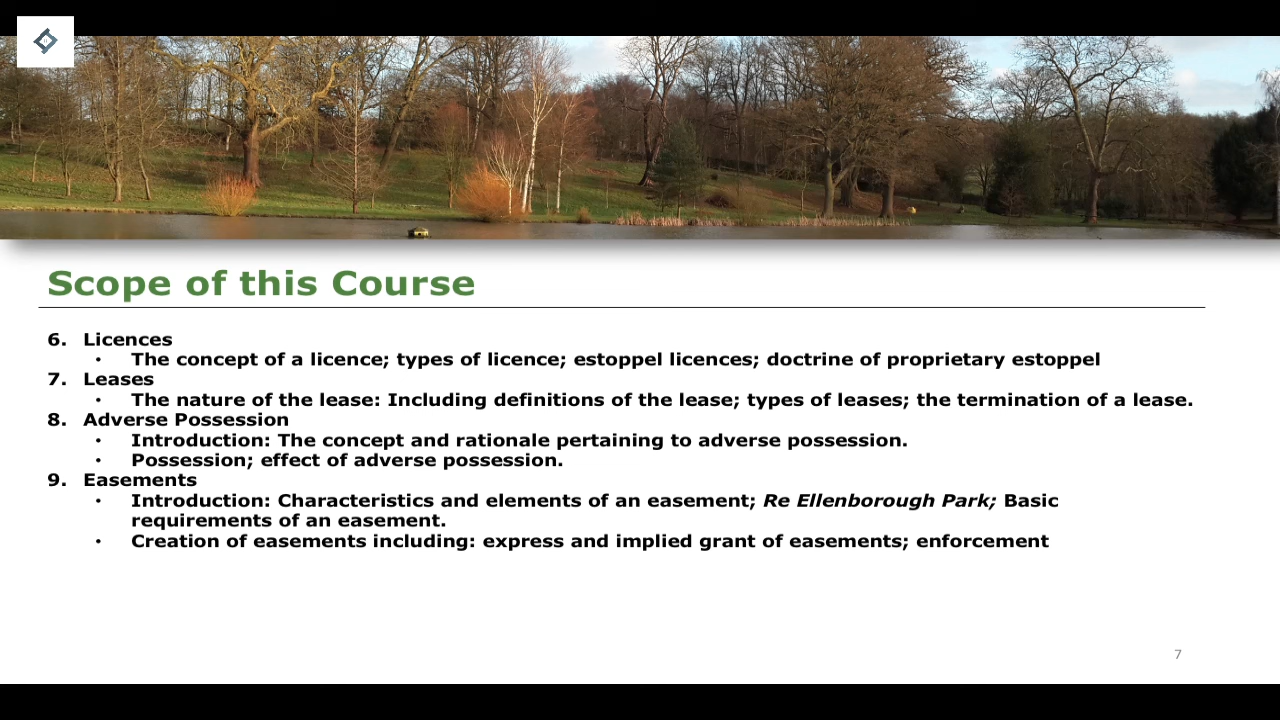 Scope of this Course
6. Licences
• The concept of a licence; types of licence; estoppel licences; doctrine of proprietary estoppel
7. Leases
• The nature of the lease: Including definitions of the lease; types of leases; the termination of a lease.
8. Adverse Possession
• Introduction: The concept and rationale pertaining to adverse possession.
• Possession; effect of adverse possession.
9. Easements
• Introduction: Characteristics and elements of an easement; Re Ellenborough Park; Basic
requirements of an easement.
• Creation of easements including: express and implied grant of easements; enforcement
7